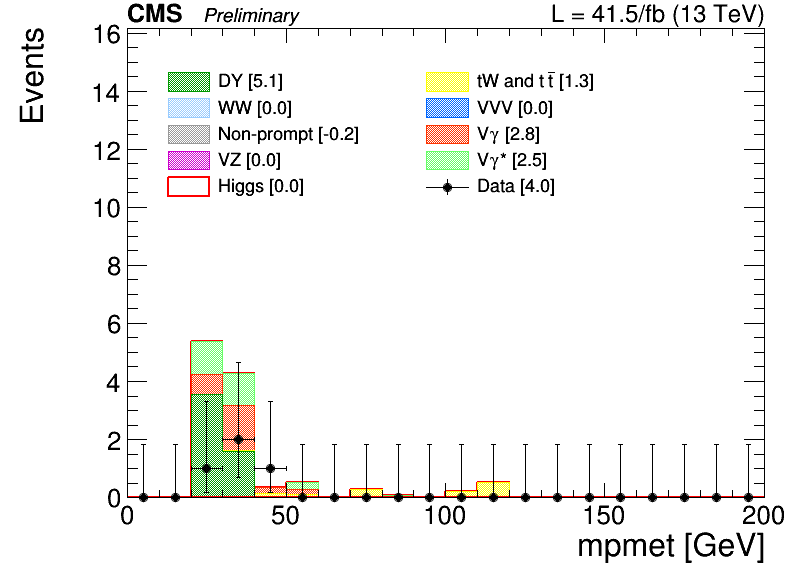 CMS Preliminary L = 41.5/fb (13 TeV)
Events
16
14
12
10
8
6
4
2
0
DY [5.1]
WW [0.0]
Non-prompt [-0.2]
VZ [0.0]
Higgs [0.0]
tW and tt̅ [1.3]
VVV [0.0]
Vγ [2.8]
Vγ* [2.5]
Data [4.0]
0 50 100 150 200
mpmet [GeV]